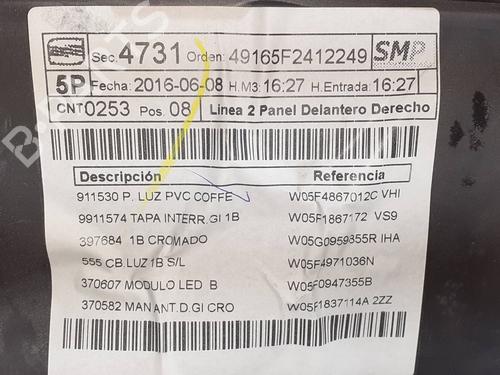 Sec. 4731 Orden: 49165F2412249 SMP
5P Fecha: 2016-06-08 H.M3: 16:27 H.Entrada: 16:27
CNT 0253 Pos. 08 Linea 2 Panel Delantero Derecho
Descripción Referencia
911530 P. LUZ PVC COFFE W05F4867012C VHI
9911574 TAPA INTERR.GI 1B W05F1867172 VS9
397684 1B CROMADO W05G0959855R IHA
555 CB.LUZ 1B S/L W05F4971036N
370607 MODULO LED B W05F0947355B
370582 MAN ANT.D.GI CRO W05F1837114A 2ZZ